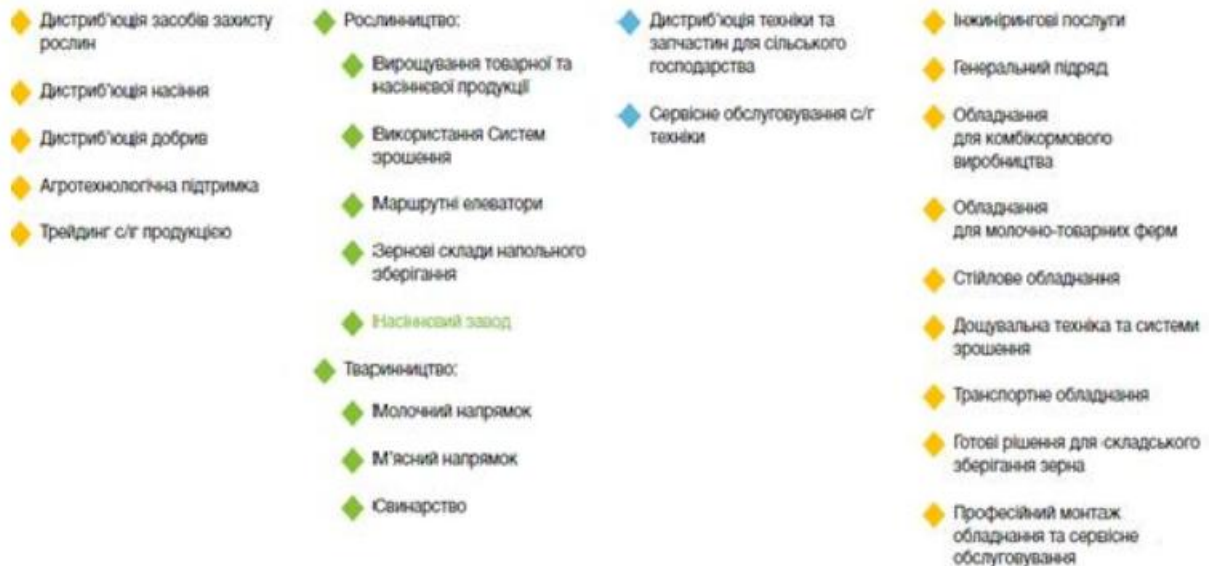 Дистриб'юція засобів захисту
рослин
Дистриб'юція насіння
Дистриб'юція добрив
Агротехнологічна підтримка
Трейдинг с/г продукцією
Рослинництво:
Вирощування товарної та
насіннєвої продукції
Використання Систем
зрошення
Маршрутні елеватори
Зернові склади напольного
зберігання
Насіннєвий завод
Тваринництво:
Молочний напрямок
М'ясний напрямок
Свинарство
Дистриб'юція техніки та
запчастин для сільського
господарства
Сервісне обслуговування с/г
техніки
Інжинірингові послуги
Генеральний підряд
Обладнання
для комбікормового
виробництва
Обладнання
для молочно-товарних ферм
Стійлове обладнання
Дощувальна техніка та системи
зрошення
Транспортне обладнання
Готові рішення для складського
зберігання зерна
Професійний монтаж
обладнання та сервісне
обслуговування